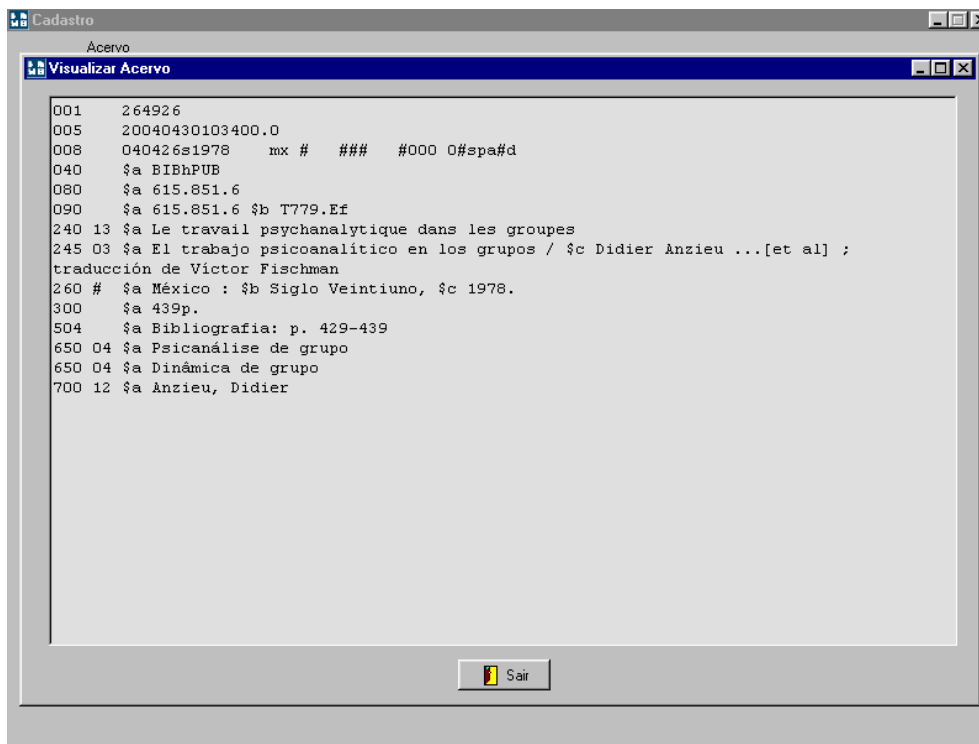 Cadastro
Acervo
Visualizar Acervo
001 264926
005 20040430103400.0
008 040426s1978 mx # ### #000 0#spa#d
040 $a BIBhPUB
080 $a 615.851.6
090 $a 615.851.6 $b T779.Ef
240 13 $a Le travail psychanalytique dans les groupes
245 03 $a El trabajo psicoanalítico en los grupos / $c Didier Anzieu ...[et al] ;
traducción de Víctor Fischman
260 # $a México : $b Siglo Veintiuno, $c 1978.
300 $a 439p.
504 $a Bibliografia: p. 429-439
650 04 $a Psicanálise de grupo
650 04 $a Dinâmica de grupo
700 12 $a Anzieu, Didier
Sair